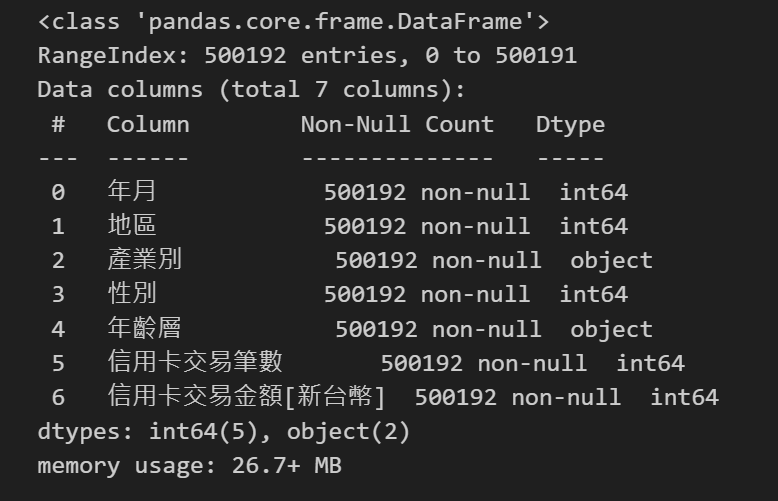 <class 'pandas.core.frame.DataFrame'>
RangeIndex: 500192 entries, 0 to 500191
Data columns (total 7 columns):
 #   Column        Non-Null Count   Dtype
---  ------        --------------   -----
 0   年月            500192 non-null  int64
 1   地區            500192 non-null  int64
 2   產業別           500192 non-null  object
 3   性別            500192 non-null  int64
 4   年齡層           500192 non-null  object
 5   信用卡交易筆數       500192 non-null  int64
 6   信用卡交易金額[新台幣]  500192 non-null  int64
dtypes: int64(5), object(2)
memory usage: 26.7+ MB